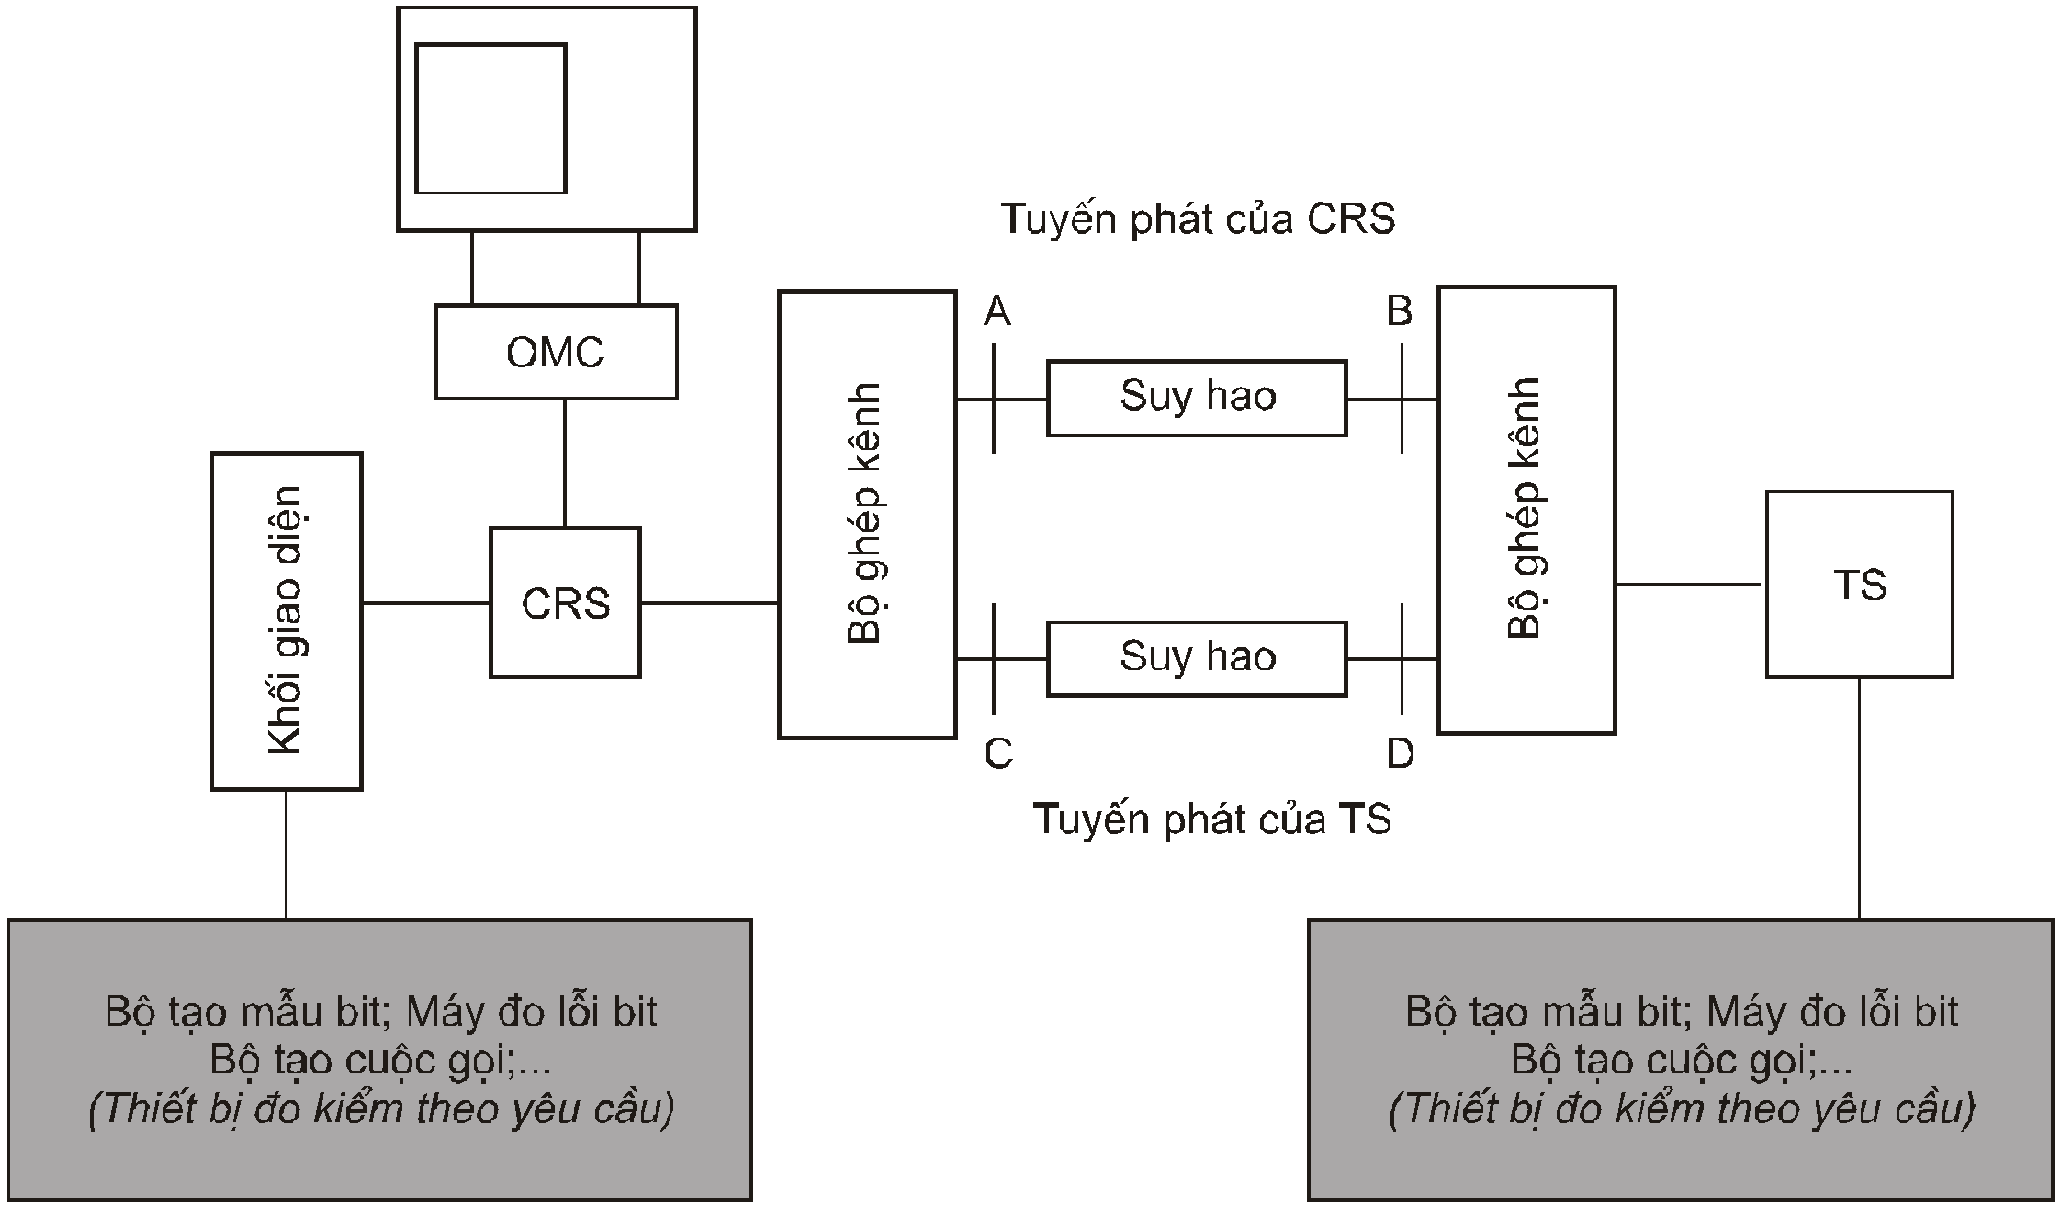 Tuyến phát của CRS
A
B
OMC
Suy hao
Bộ ghép kênh
Bộ ghép kênh
Khối giao diện
CRS
TS
Suy hao
C
D
Tuyến phát của TS
Bộ tạo mẫu bit; Máy đo lỗi bit
Bộ tạo cuộc gọi;...
(Thiết bị đo kiểm theo yêu cầu)
Bộ tạo mẫu bit; Máy đo lỗi bit
Bộ tạo cuộc gọi;...
(Thiết bị đo kiểm theo yêu cầu)